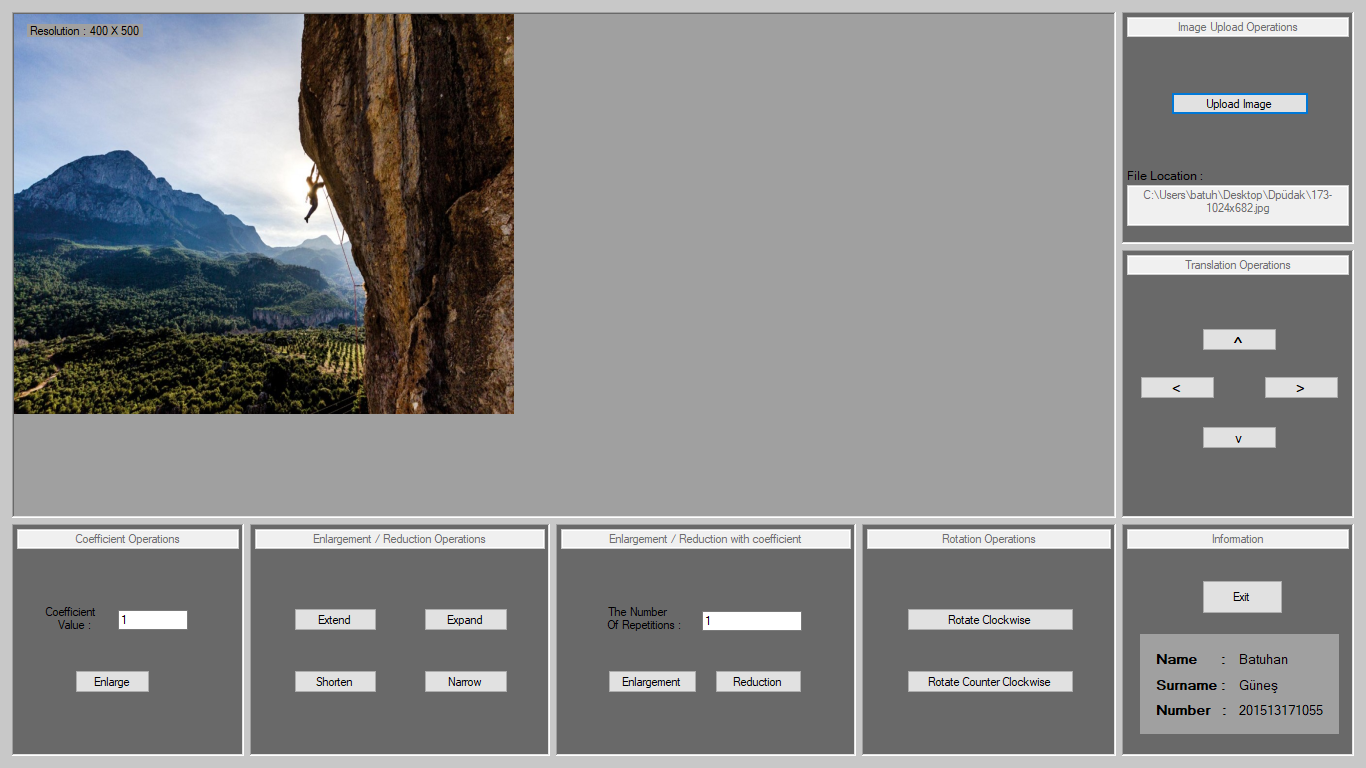 Resolution : 400 X 500
Image Upload Operations
Upload Image
File Location :
C:\Users\batuh\Desktop\Dpüdak\173-
1024x682.jpg
Translation Operations
^
< >
v
Coefficient Operations
Coefficient
Value :
1
Enlarge
Enlargement / Reduction Operations
Extend Expand
Shorten Narrow
Enlargement / Reduction with coefficient
The Number
Of Repetitions :
1
Enlargement Reduction
Rotation Operations
Rotate Clockwise
Rotate Counter Clockwise
Information
Exit
Name : Batuhan
Surname : Güneş
Number : 201513171055